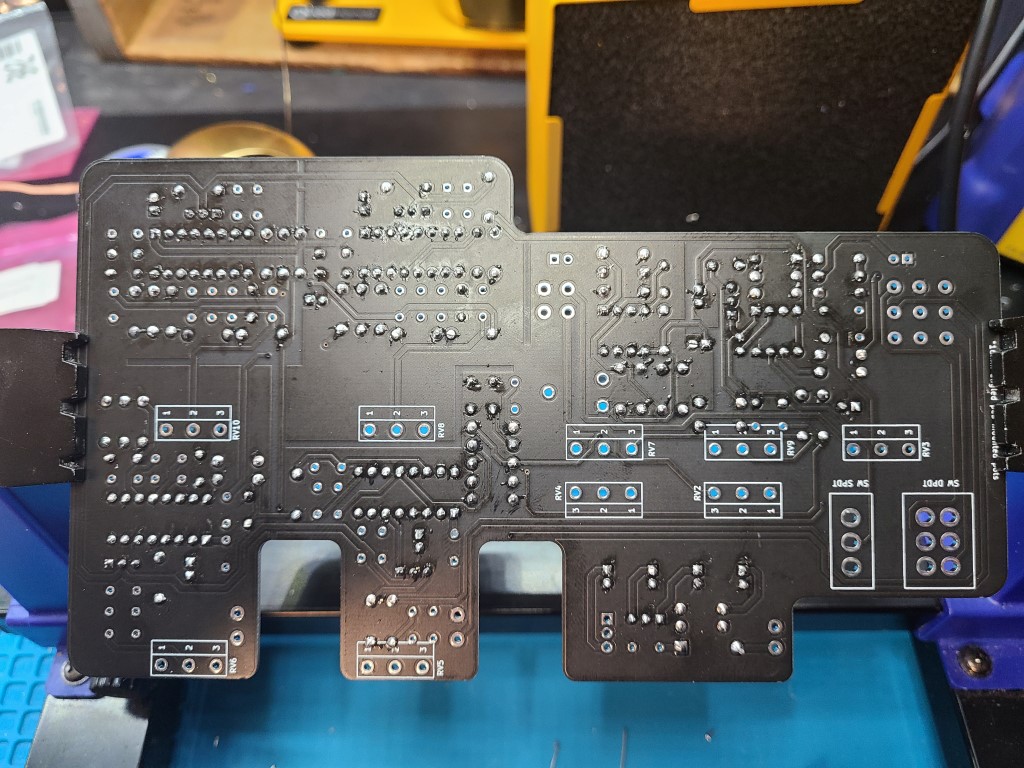 1 2 3
RV10
1 2 3
RV8
1 2 3
RV7
1 2 3
RV9
1 2 3
RV3
RV4
3 2 1
RV2
3 2 1
SW SPDT
SW DPDT
1 2 3
RV6
1 2 3
RV5